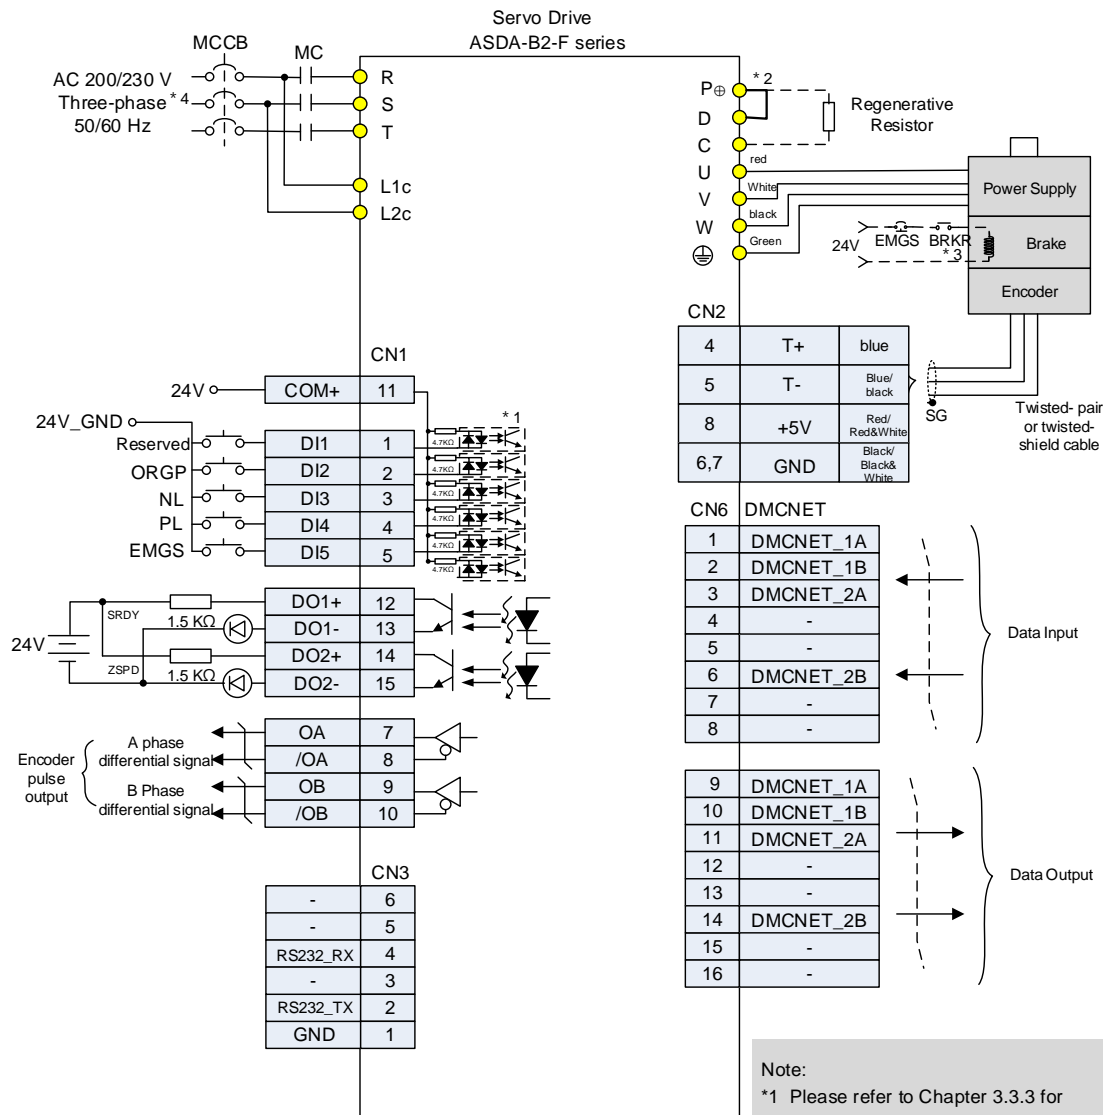 Servo Drive
ASDA-B2-F series
MCCB
MC
AC 200/230 V
Three-phase *4
50/60 Hz
R
S
T
L1c
L2c
P⊕
*2
D
C
Regenerative
Resistor
U
red
V
White
W
black
Green
Power Supply
24V
EMGS
BRKR
*3
Brake
Encoder
CN2
4 T+ blue
5 T- Blue/
black
8 +5V Red/
Red&White
6,7 GND Black/
Black&
White
SG
Twisted- pair
or twisted-
shield cable
CN1
24V COM+ 11
24V_GND
*1
Reserved DI1 1 4.7KΩ
ORGP DI2 2 4.7KΩ
NL DI3 3 4.7KΩ
PL DI4 4 4.7KΩ
EMGS DI5 5 4.7KΩ
4.7KΩ
24V
SRDY
DO1+ 12
1.5 KΩ
DO1- 13
DO2+ 14
ZSPD
1.5 KΩ
DO2- 15
Encoder
pulse
output
A phase
differential signal
B Phase
differential signal
OA 7
/OA 8
OB 9
/OB 10
CN3
- 6
- 5
RS232_RX 4
- 3
RS232_TX 2
GND 1
CN6 DMCNET
1 DMCNET_1A
2 DMCNET_1B
3 DMCNET_2A
4 -
5 -
6 DMCNET_2B
7 -
8 -
Data Input
9 DMCNET_1A
10 DMCNET_1B
11 DMCNET_2A
12 -
13 -
14 DMCNET_2B
15 -
16 -
Data Output
Note:
*1 Please refer to Chapter 3.3.3 for